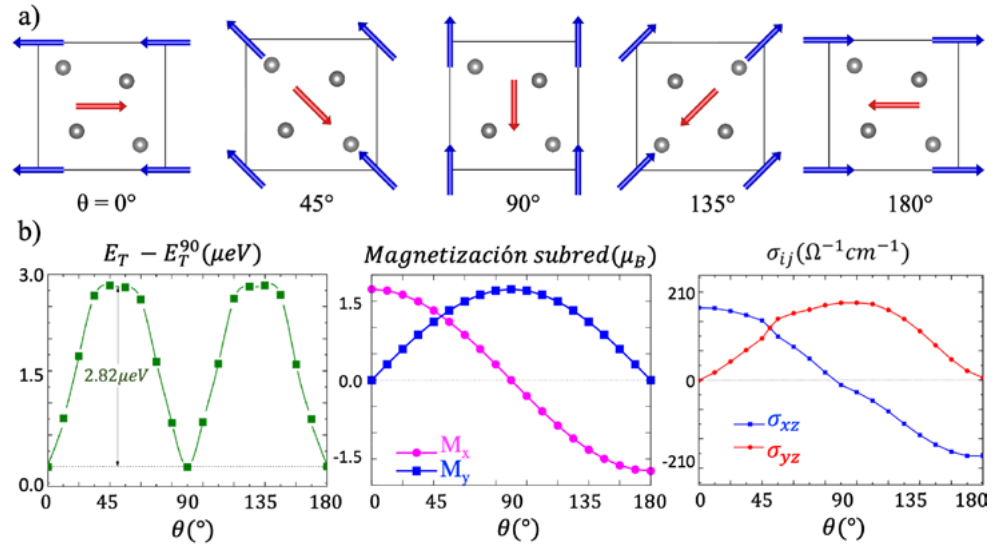 a)
θ = 0° 45° 90° 135° 180°
b)
E_T − E_T^90(μeV)
3.0
1.5
0.0
2.82μeV
0 45 90 135 180
θ(°)
Magnetización subred(μ_B)
1.5
0.0
-1.5
M_x
M_y
0 45 90 135 180
θ(°)
σ_ij(Ω⁻¹cm⁻¹)
210
0
-210
σ_xz
σ_yz
0 45 90 135 180
θ(°)